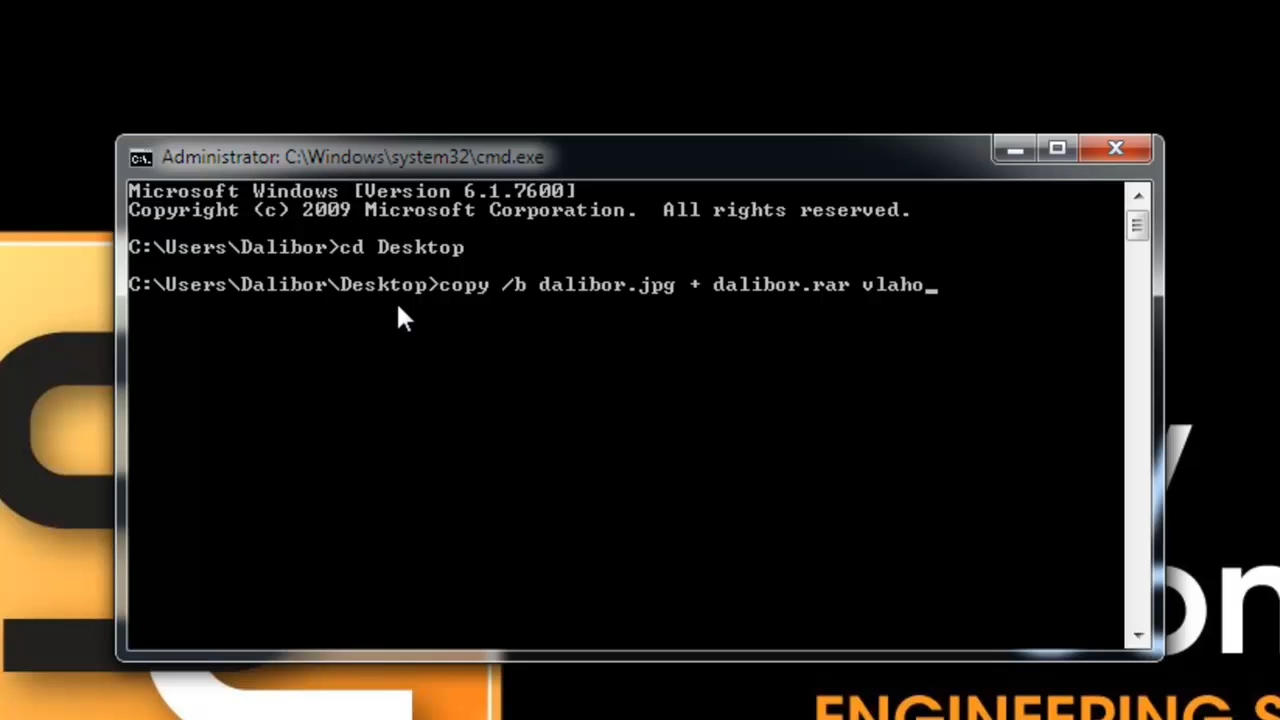 Administrator: C:\Windows\system32\cmd.exe
Microsoft Windows [Version 6.1.7600]
Copyright (c) 2009 Microsoft Corporation.  All rights reserved.
C:\Users\Dalibor>cd Desktop
C:\Users\Dalibor\Desktop>copy /b dalibor.jpg + dalibor.rar vlaho_
ENGINEERING S